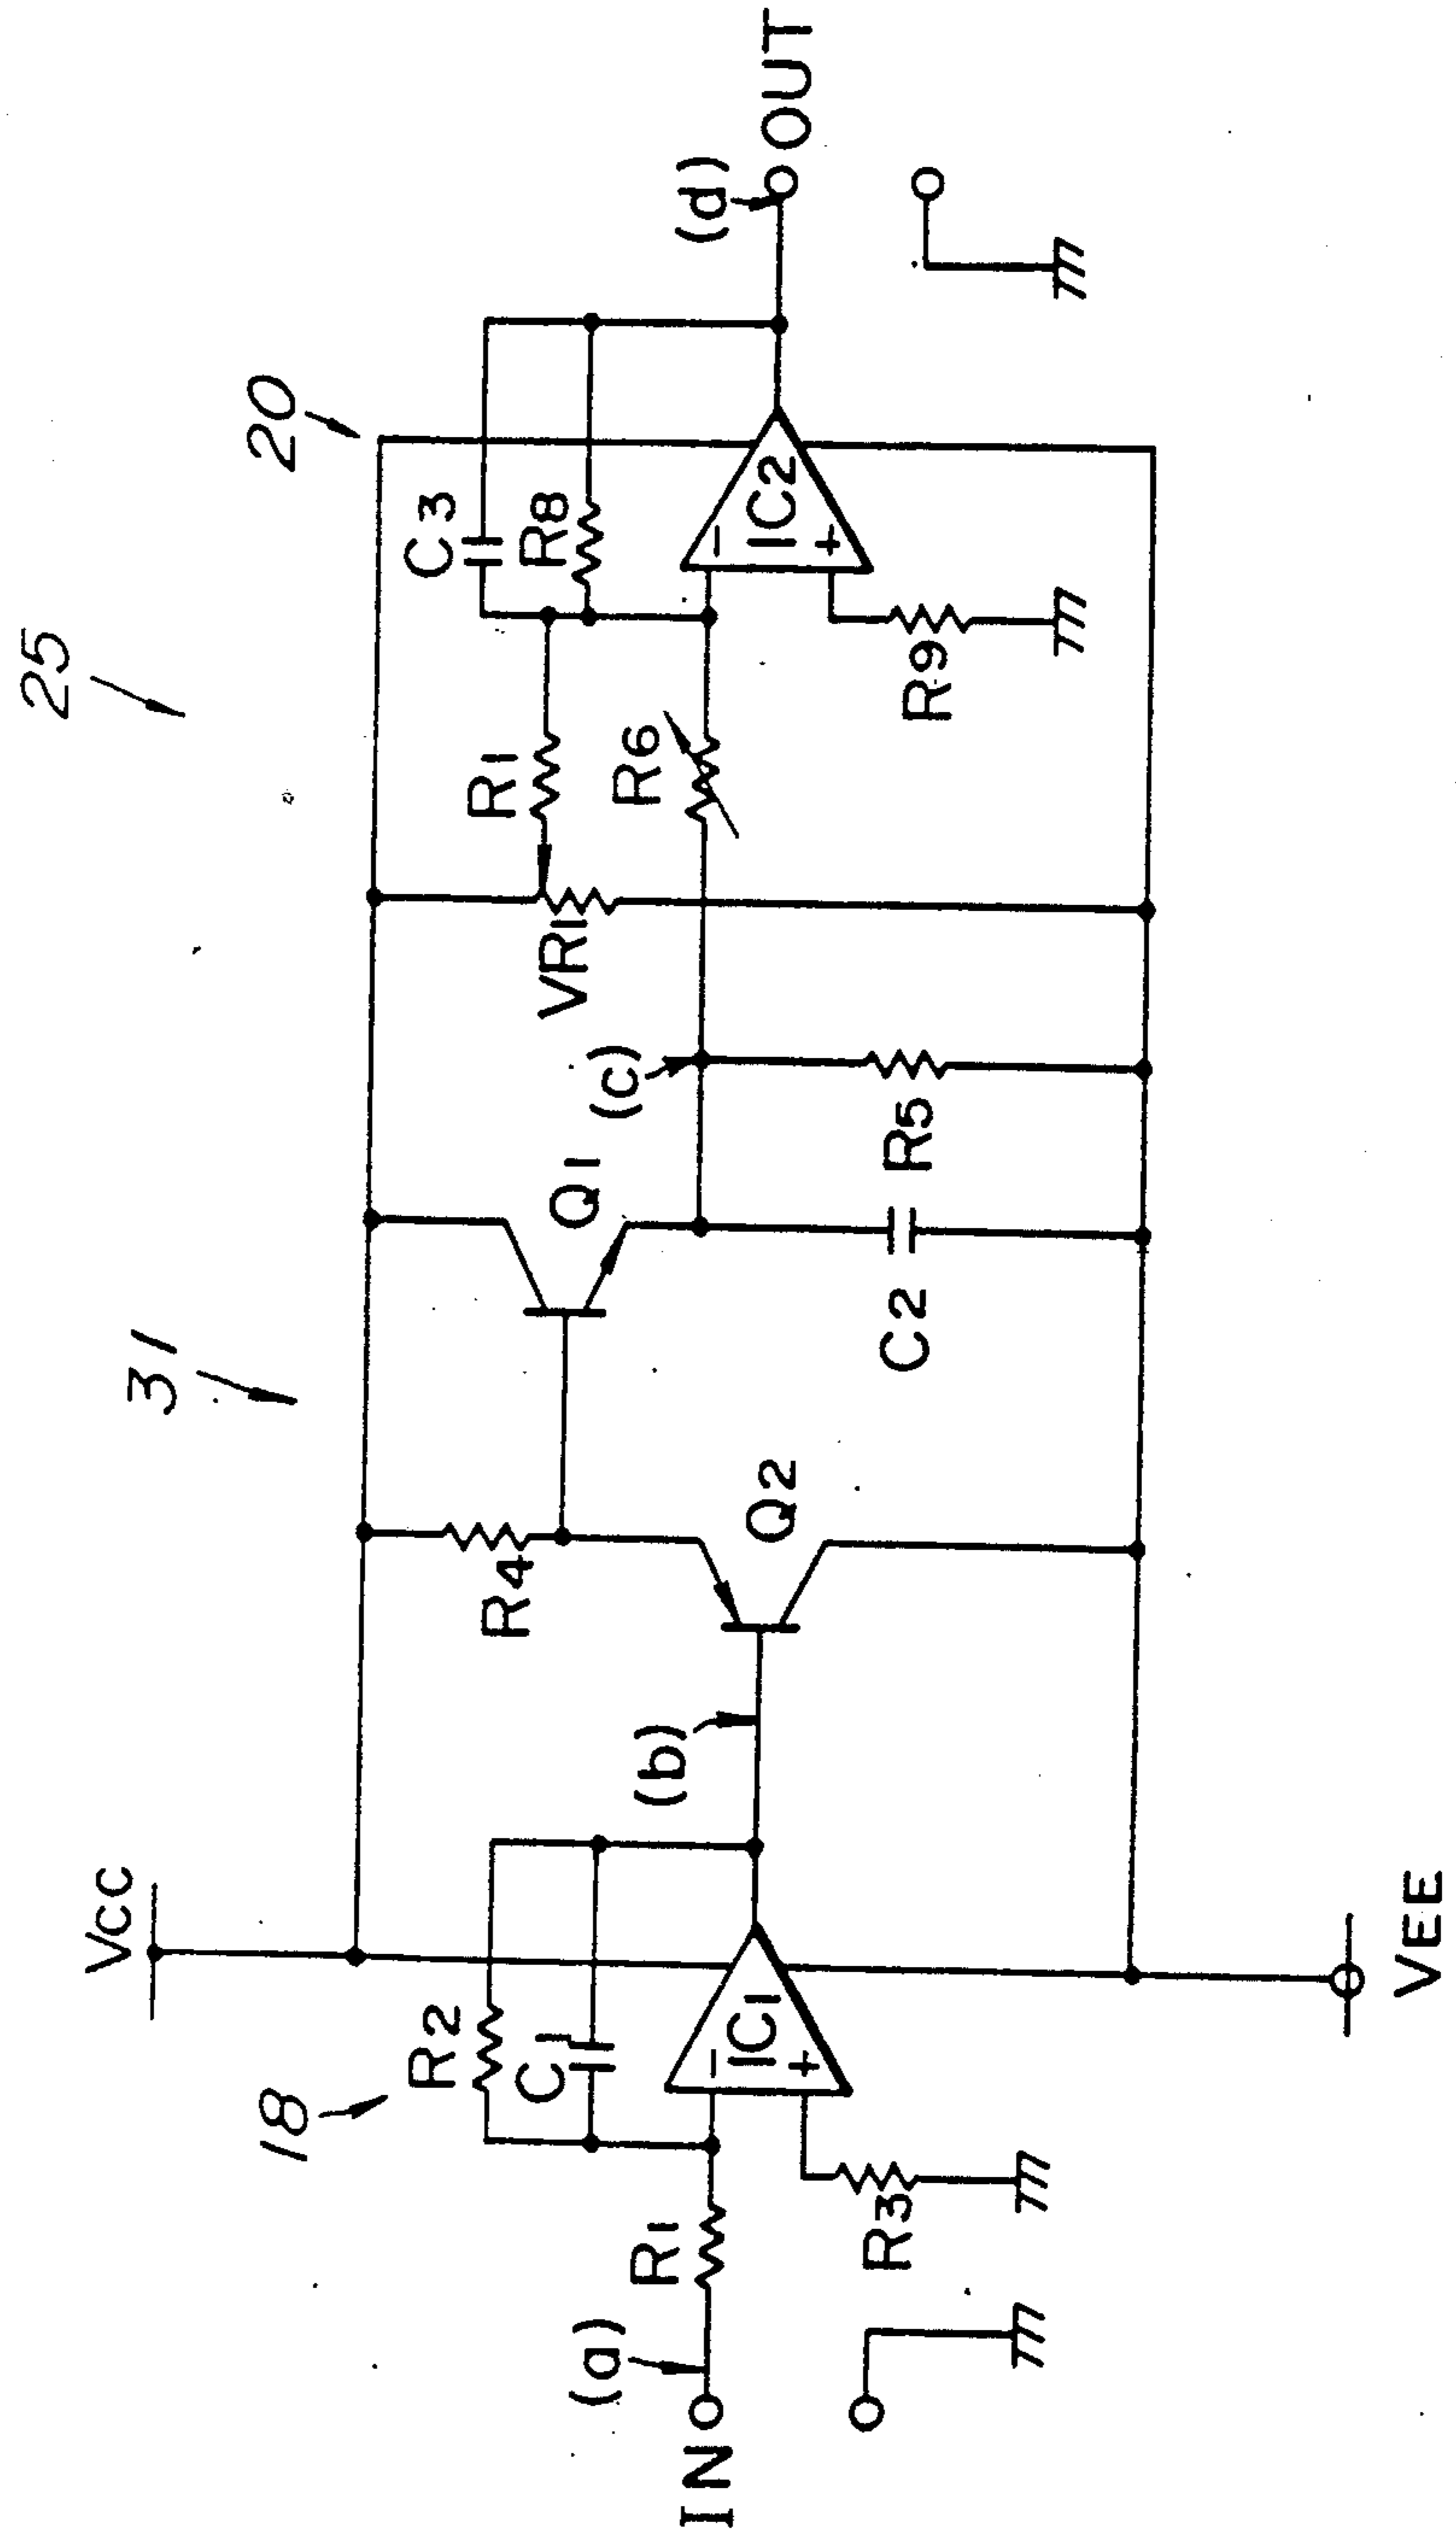 25
31
20
18
VCC
R2
C1
IC1
-
+
R1
R3
IN
(a)
(b)
R4
Q2
Q1
(c)
C2
R5
VR1
R1
R6
C3
R8
IC2
-
+
R9
(d)
OUT
VEE